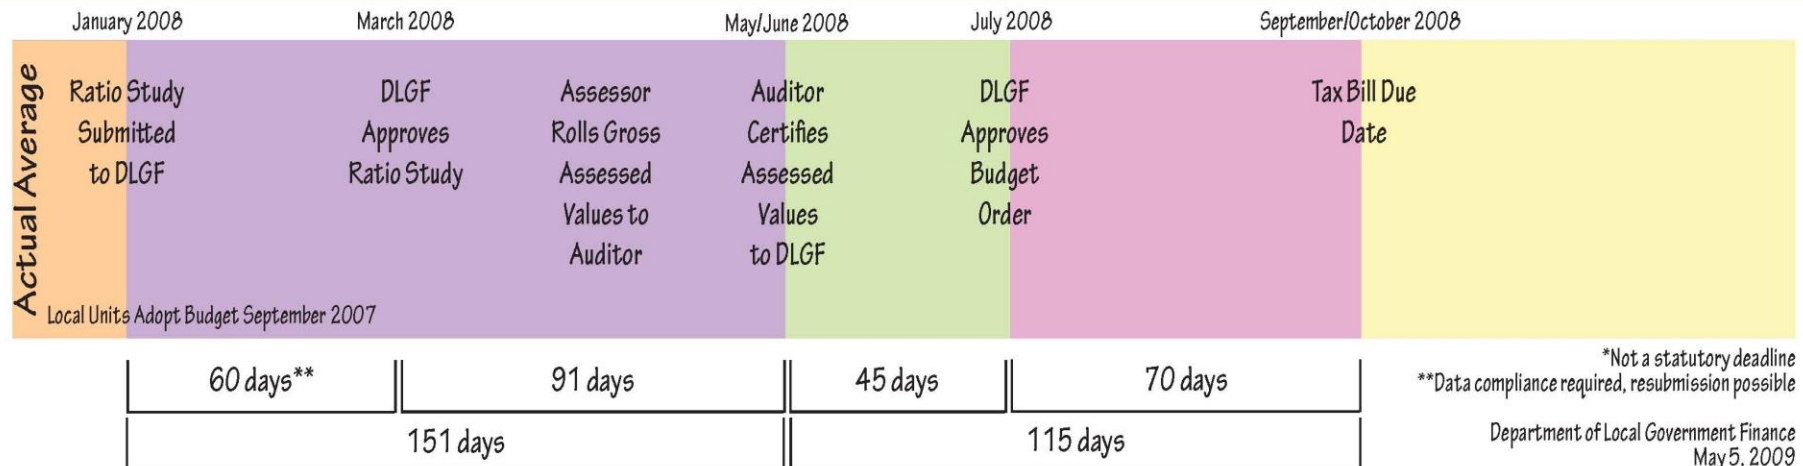 January 2008
March 2008
May/June 2008
July 2008
September/October 2008
Actual Average
Ratio Study
Submitted
to DLGF
DLGF
Approves
Ratio Study
Assessor
Rolls Gross
Assessed
Values to
Auditor
Auditor
Certifies
Assessed
Values
to DLGF
DLGF
Approves
Budget
Order
Tax Bill Due
Date
Local Units Adopt Budget September 2007
60 days**
91 days
45 days
70 days
151 days
115 days
*Not a statutory deadline
**Data compliance required, resubmission possible
Department of Local Government Finance
May 5, 2009